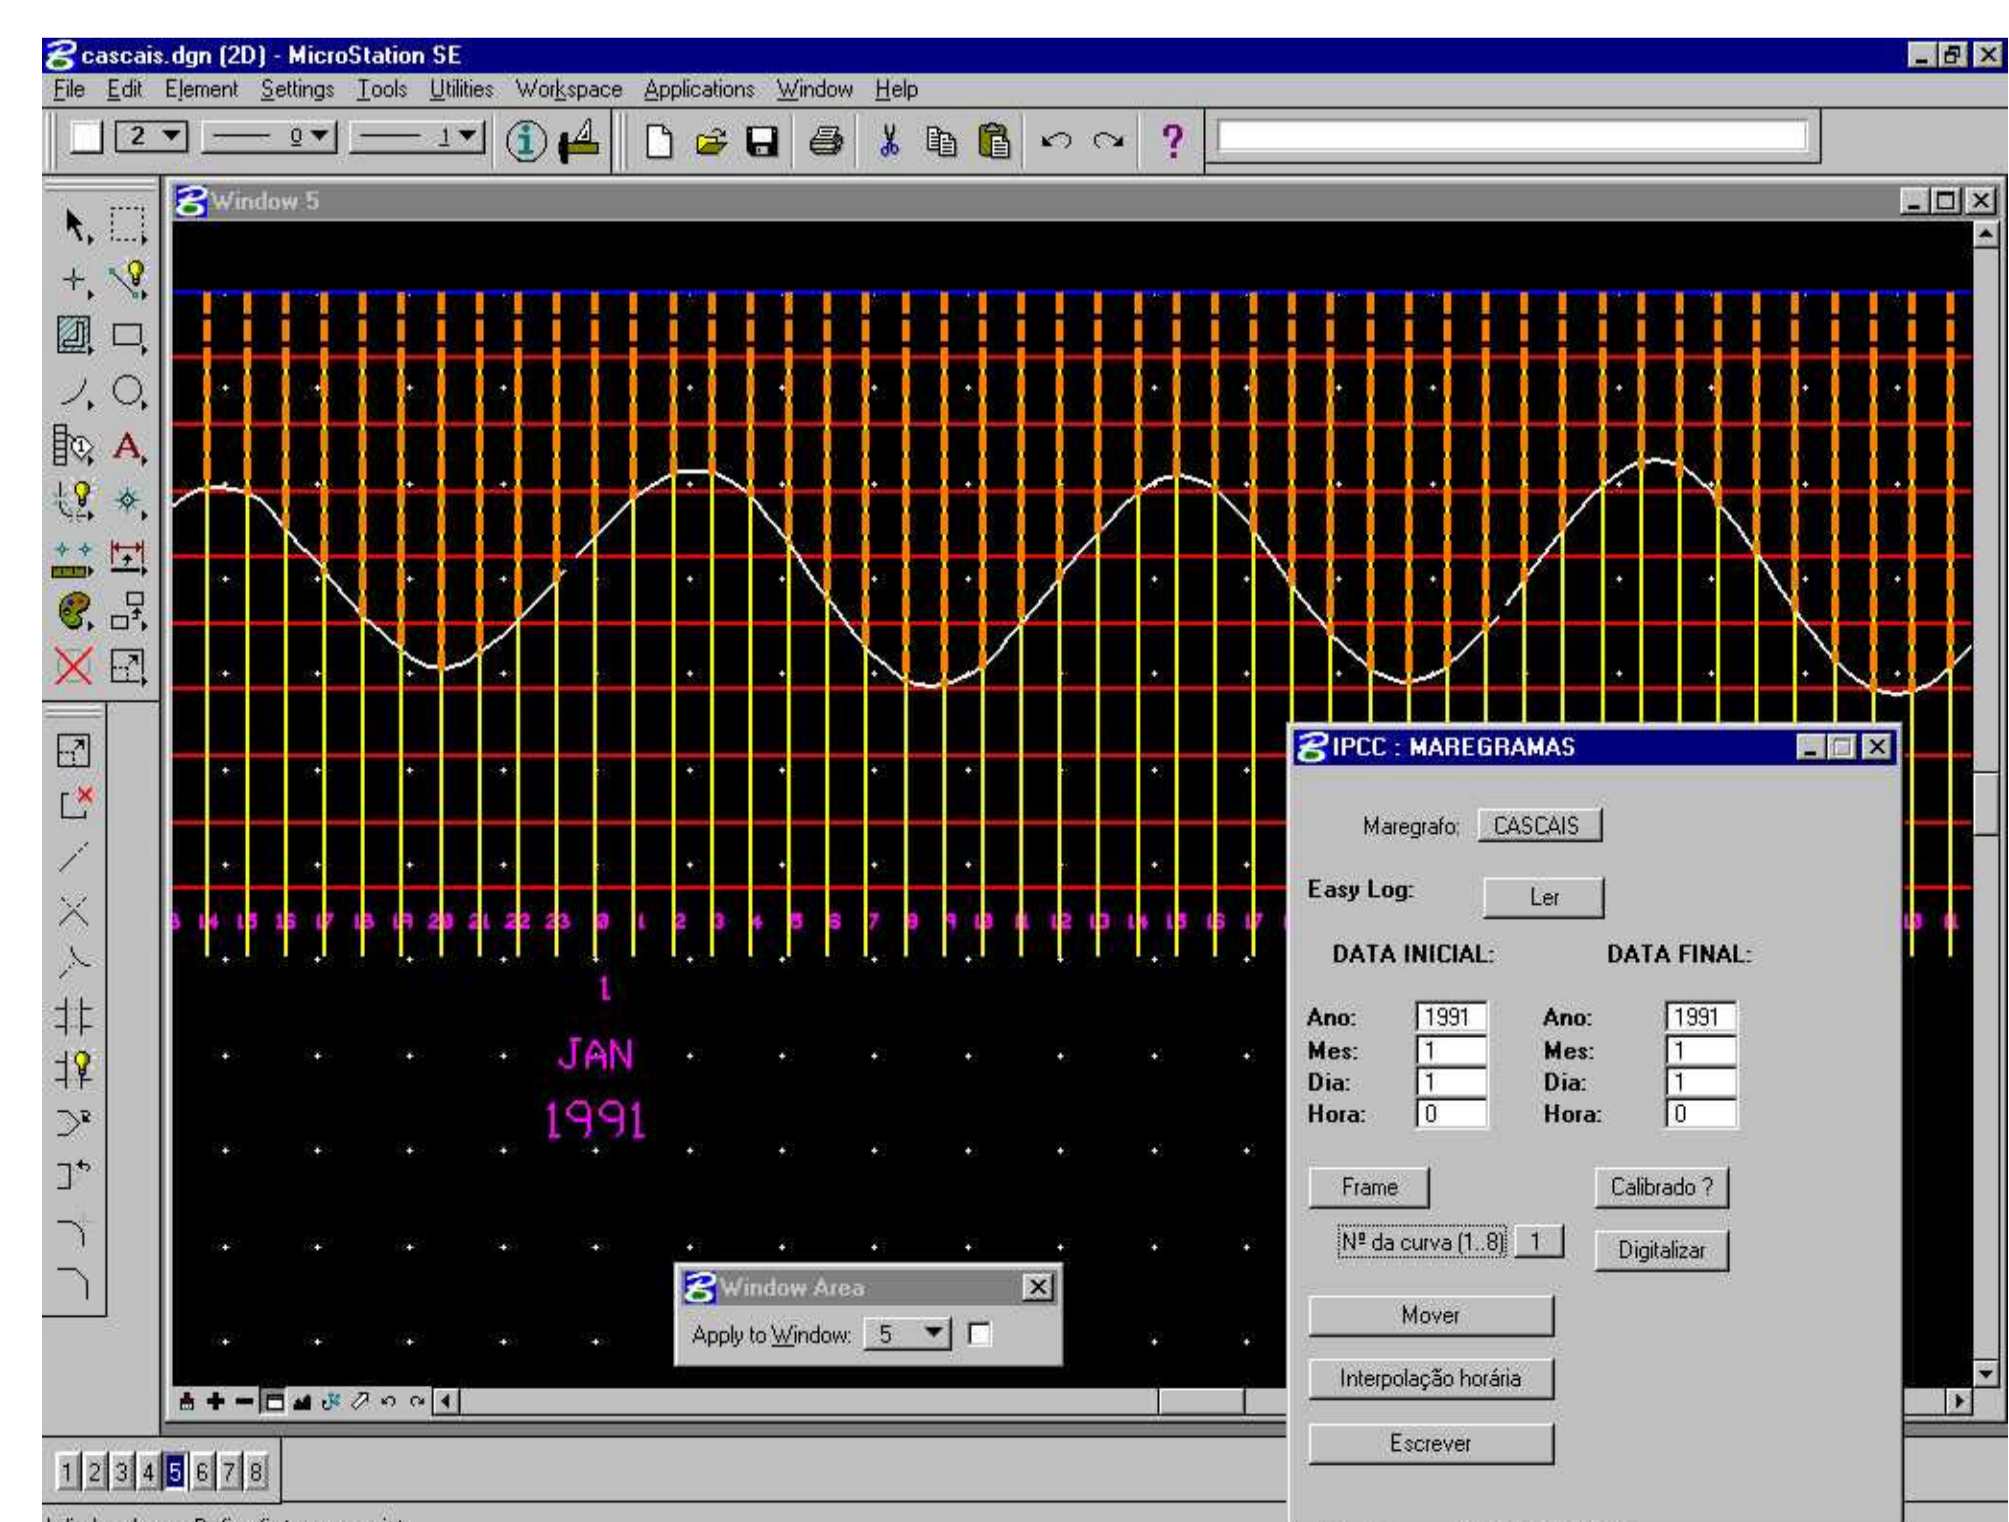 cascais.dgn (2D) - MicroStation SE
File Edit Element Settings Tools Utilities Workspace Applications Window Help
2 0 1 ?
Window 5
A
14 15 16 17 18 19 20 21 22 23 0 1 2 3 4 5 6 7 8 9 10 11 12 13 14 15 16 17
10 11
1
JAN
1991
IPCC : MAREGRAMAS
Maregrafo: CASCAIS
Easy Log: Ler
DATA INICIAL: DATA FINAL:
Ano: 1991 Ano: 1991
Mes: 1 Mes: 1
Dia: 1 Dia: 1
Hora: 0 Hora: 0
Frame Calibrado ?
Nº da curva (1..8) 1 Digitalizar
Mover
Interpolação horária
Escrever
Window Area
Apply to Window: 5
1 2 3 4 5 6 7 8